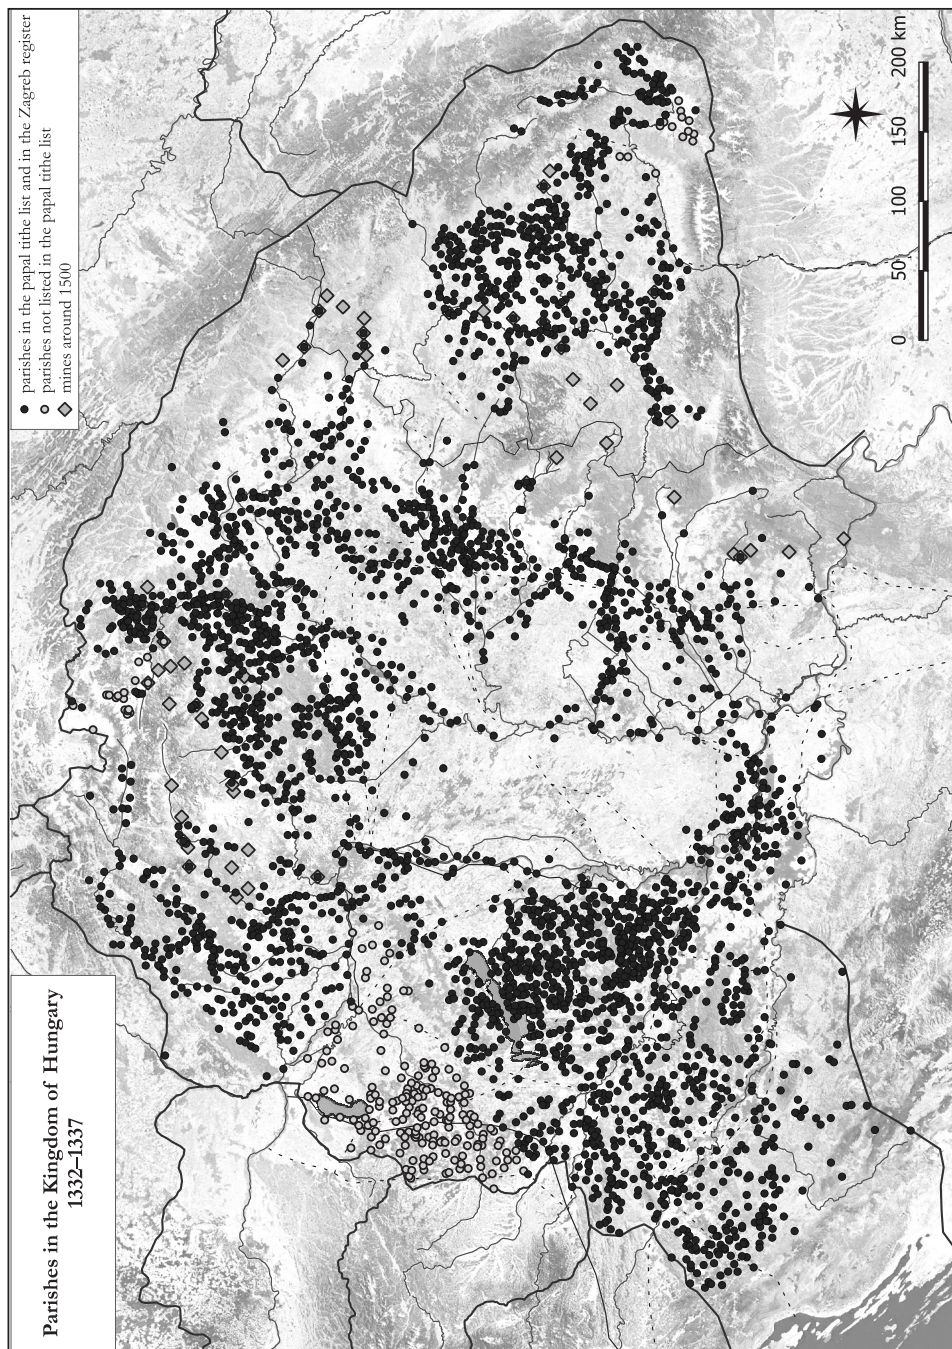 Parishes in the Kingdom of Hungary
1332–1337
parishes in the papal tithe list and in the Zagreb register
parishes not listed in the papal tithe list
mines around 1500
0 50 100 150 200 km